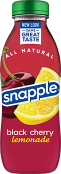 NEW LOOK
SAME
GREAT
TASTE
ALL NATURAL
snapple
black cherry
lemonade